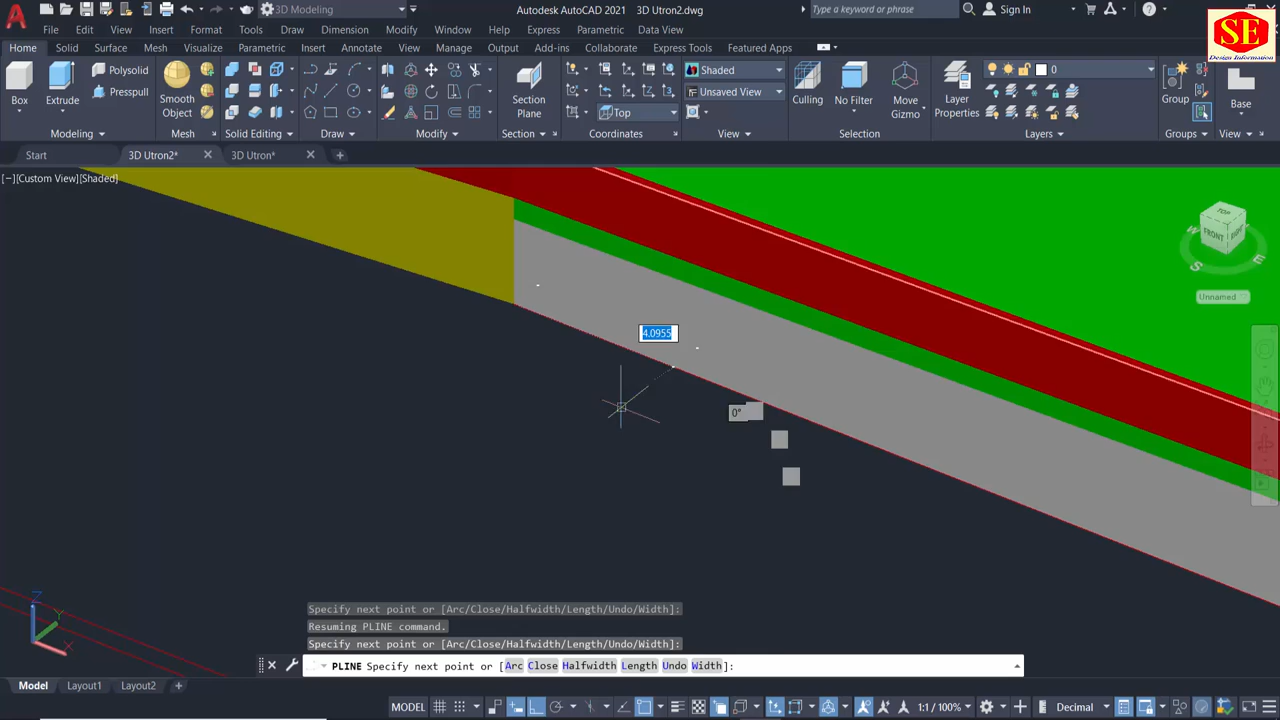 3D Modeling
Autodesk AutoCAD 2021 3D Utron2.dwg
Type a keyword or phrase
Sign In
File Edit View Insert Format Tools Draw Dimension Modify Window Help Express Parametric Data View
Home Solid Surface Mesh Visualize Parametric Insert Annotate View Manage Output Add-ins Collaborate Express Tools Featured Apps
SE
Design Information
Box
Extrude
Polysolid
Presspull
Smooth
Object
Section
Plane
Top
Shaded
Unsaved View
Culling
No Filter
Move
Gizmo
Layer
Properties
0
Group
Base
Modeling
Mesh
Solid Editing
Draw
Modify
Section
Coordinates
View
Selection
Layers
Groups
View
Start
3D Utron2*
3D Utron*
[−][Custom View][Shaded]
TOP
FRONT
RIGHT
W
S
E
Unnamed
4.0955
0°
Z
Y
X
Specify next point or [Arc/Close/Halfwidth/Length/Undo/Width]:
Resuming PLINE command.
Specify next point or [Arc/Close/Halfwidth/Length/Undo/Width]:
PLINE Specify next point or [Arc Close Halfwidth Length Undo Width]:
Model Layout1 Layout2
MODEL
1:1 / 100%
Decimal